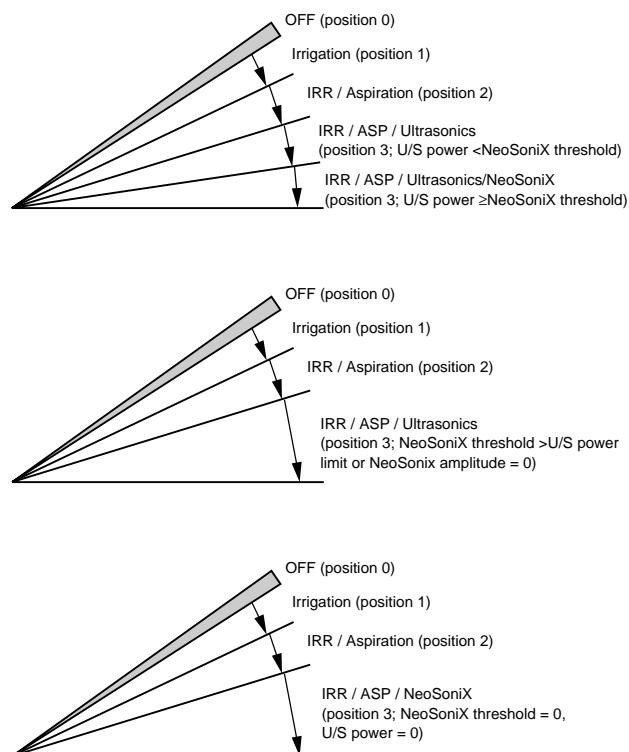 OFF (position 0)
Irrigation (position 1)
IRR / Aspiration (position 2)
IRR / ASP / Ultrasonics
(position 3; U/S power <NeoSoniX threshold)
IRR / ASP / Ultrasonics/NeoSoniX
(position 3; U/S power ≥NeoSoniX threshold)
OFF (position 0)
Irrigation (position 1)
IRR / Aspiration (position 2)
IRR / ASP / Ultrasonics
(position 3; NeoSoniX threshold >U/S power
limit or NeoSonix amplitude = 0)
OFF (position 0)
Irrigation (position 1)
IRR / Aspiration (position 2)
IRR / ASP / NeoSoniX
(position 3; NeoSoniX threshold = 0,
U/S power = 0)